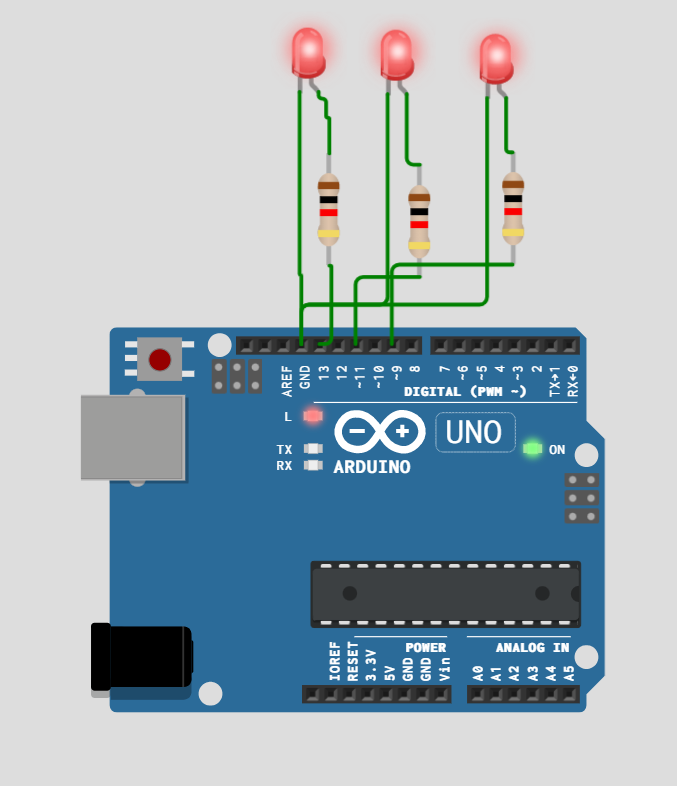 AREF
GND
13
12
~11
~10
~9
8
7
~6
~5
4
~3
2
TX→1
RX←0
DIGITAL (PWM ~)
L
TX
RX
UNO
ON
ARDUINO
IOREF
RESET
3.3V
5V
GND
GND
Vin
POWER
ANALOG IN
A0
A1
A2
A3
A4
A5